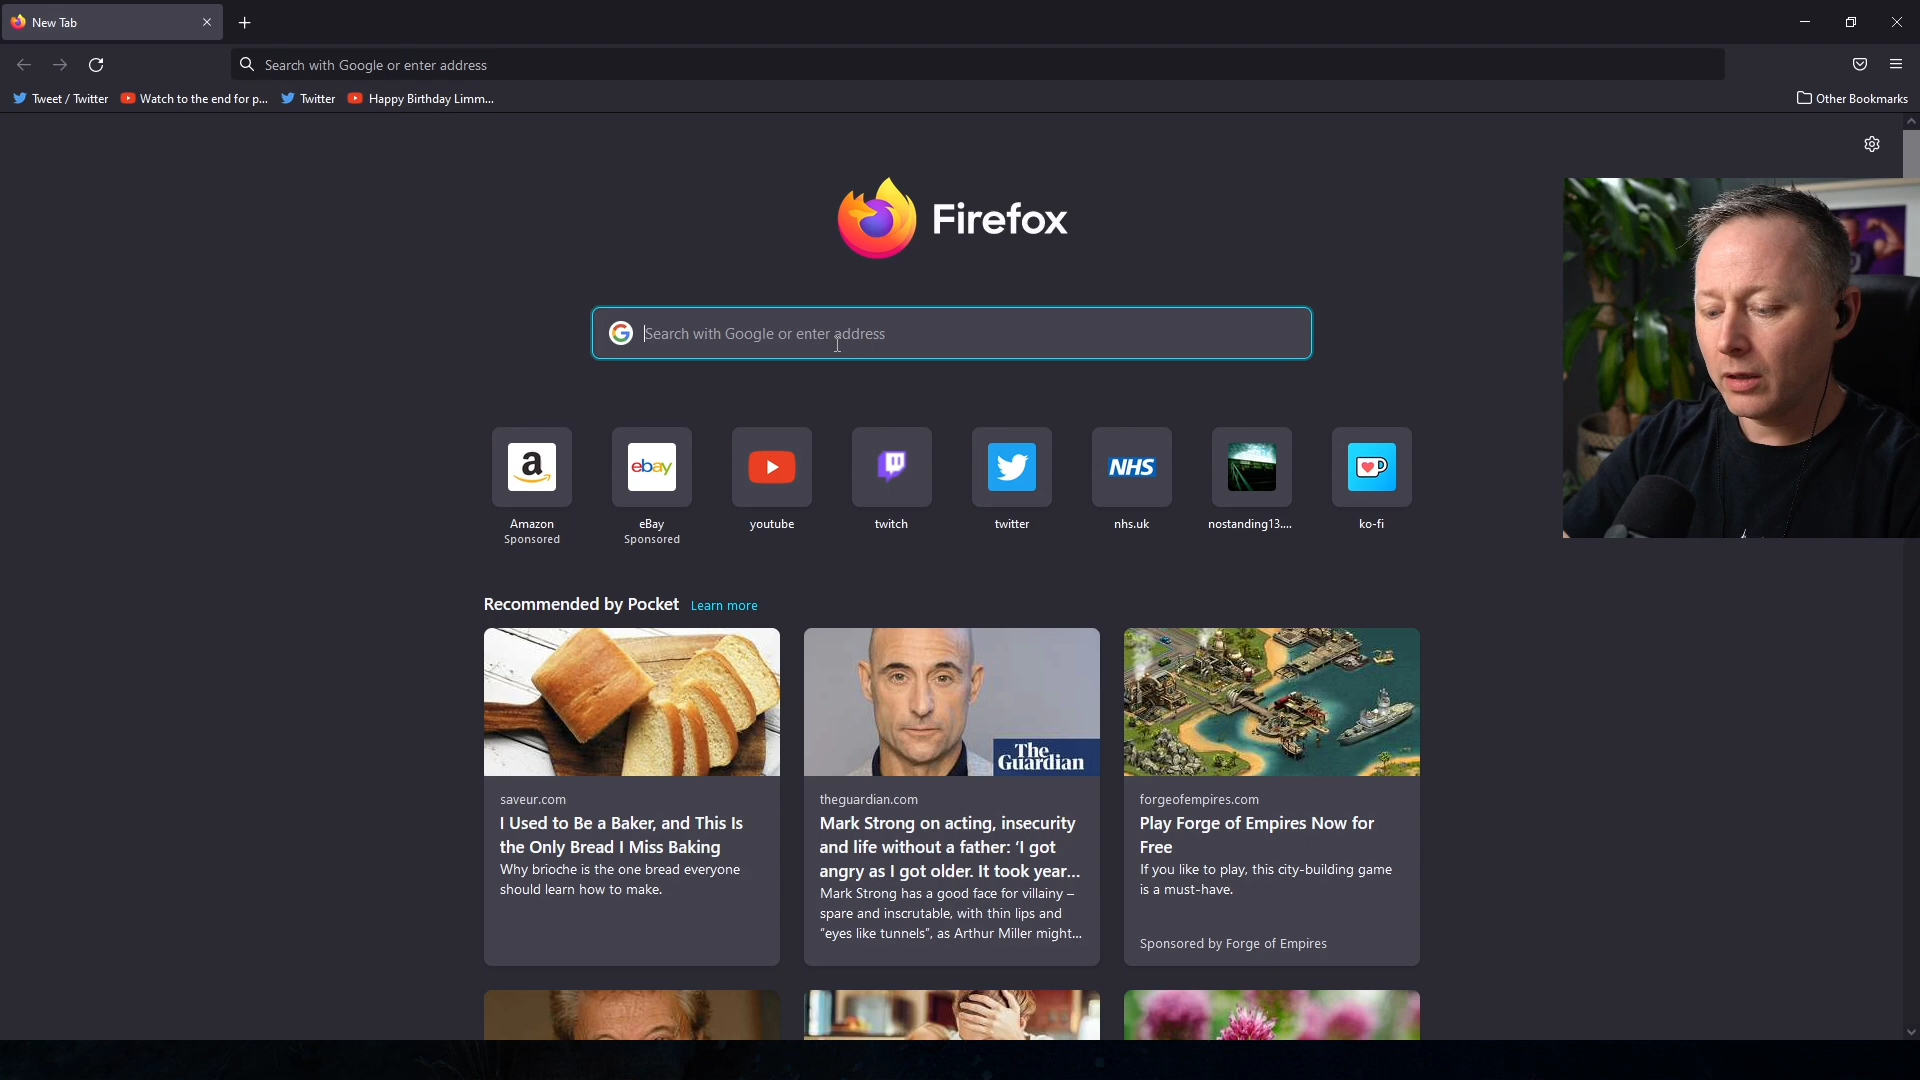 New Tab
Search with Google or enter address
Tweet / Twitter
Watch to the end for p...
Twitter
Happy Birthday Limm...
Other Bookmarks
Firefox
Search with Google or enter address
a
ebay
NHS
Amazon
Sponsored
eBay
Sponsored
youtube
twitch
twitter
nhs.uk
nostanding13....
ko-fi
Recommended by Pocket Learn more
The
Guardian
saveur.com
I Used to Be a Baker, and This Is
the Only Bread I Miss Baking
Why brioche is the one bread everyone
should learn how to make.
theguardian.com
Mark Strong on acting, insecurity
and life without a father: ‘I got
angry as I got older. It took year...
Mark Strong has a good face for villainy –
spare and inscrutable, with thin lips and
“eyes like tunnels”, as Arthur Miller might...
forgeofempires.com
Play Forge of Empires Now for
Free
If you like to play, this city-building game
is a must-have.
Sponsored by Forge of Empires